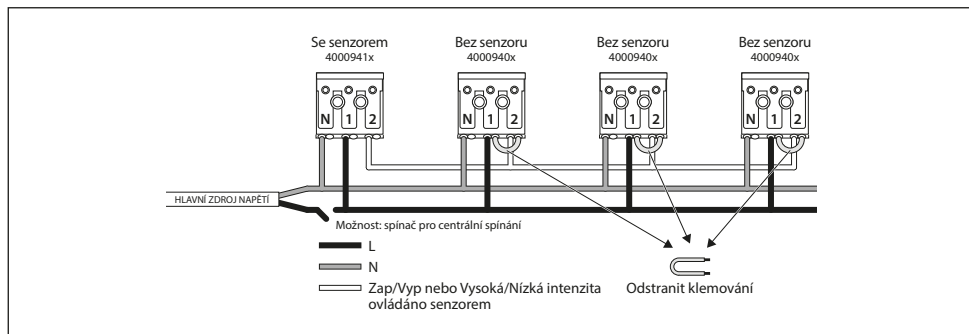 Se senzorem
4000941x
Bez senzoru
4000940x
Bez senzoru
4000940x
Bez senzoru
4000940x
N 1 2
N 1 2
N 1 2
N 1 2
HLAVNÍ ZDROJ NAPĚTÍ
Možnost: spínač pro centrální spínání
L
N
Zap/Vyp nebo Vysoká/Nízká intenzita
ovládáno senzorem
Odstranit klemování